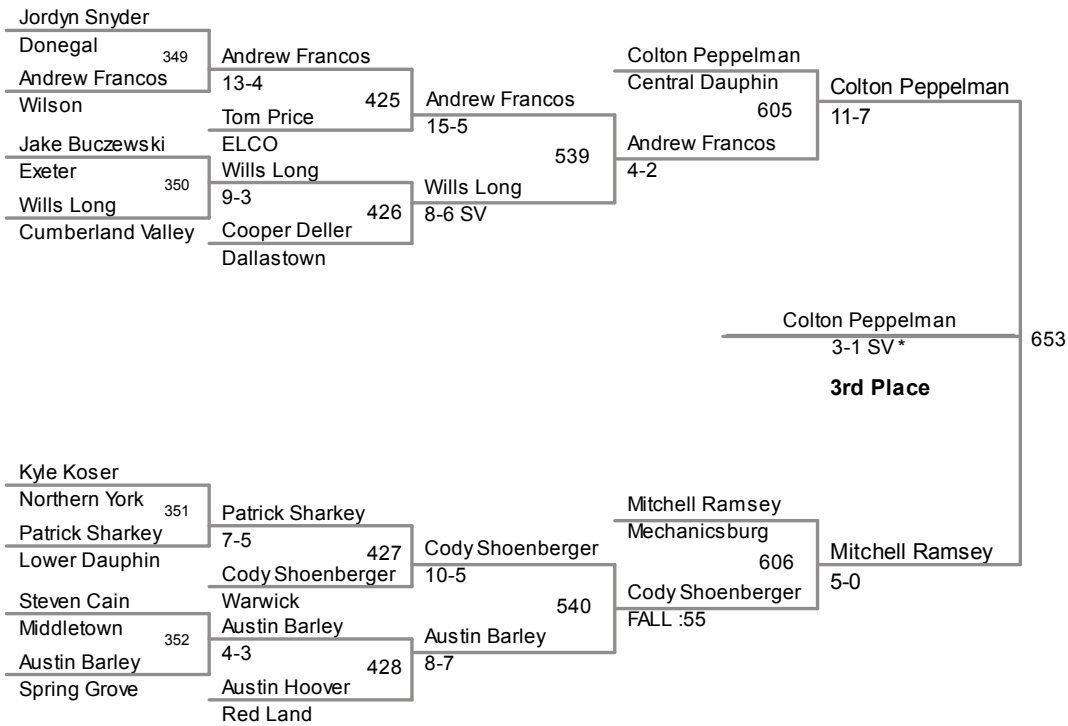 Jordyn Snyder
Donegal
349
Andrew Francos
Wilson
Jake Buczewski
Exeter
350
Wills Long
Cumberland Valley
Andrew Francos
13-4
425
Tom Price
ELCO
Wills Long
9-3
426
Cooper Deller
Dallastown
Andrew Francos
15-5
539
Wills Long
8-6 SV
Colton Peppelman
Central Dauphin
605
Andrew Francos
4-2
Colton Peppelman
11-7
Colton Peppelman
3-1 SV *
653
3rd Place
Kyle Koser
Northern York
351
Patrick Sharkey
Lower Dauphin
Steven Cain
Middletown
352
Austin Barley
Spring Grove
Patrick Sharkey
7-5
427
Cody Shoenberger
Warwick
Austin Barley
4-3
428
Austin Hoover
Red Land
Cody Shoenberger
10-5
540
Austin Barley
8-7
Mitchell Ramsey
Mechanicsburg
606
Cody Shoenberger
FALL :55
Mitchell Ramsey
5-0